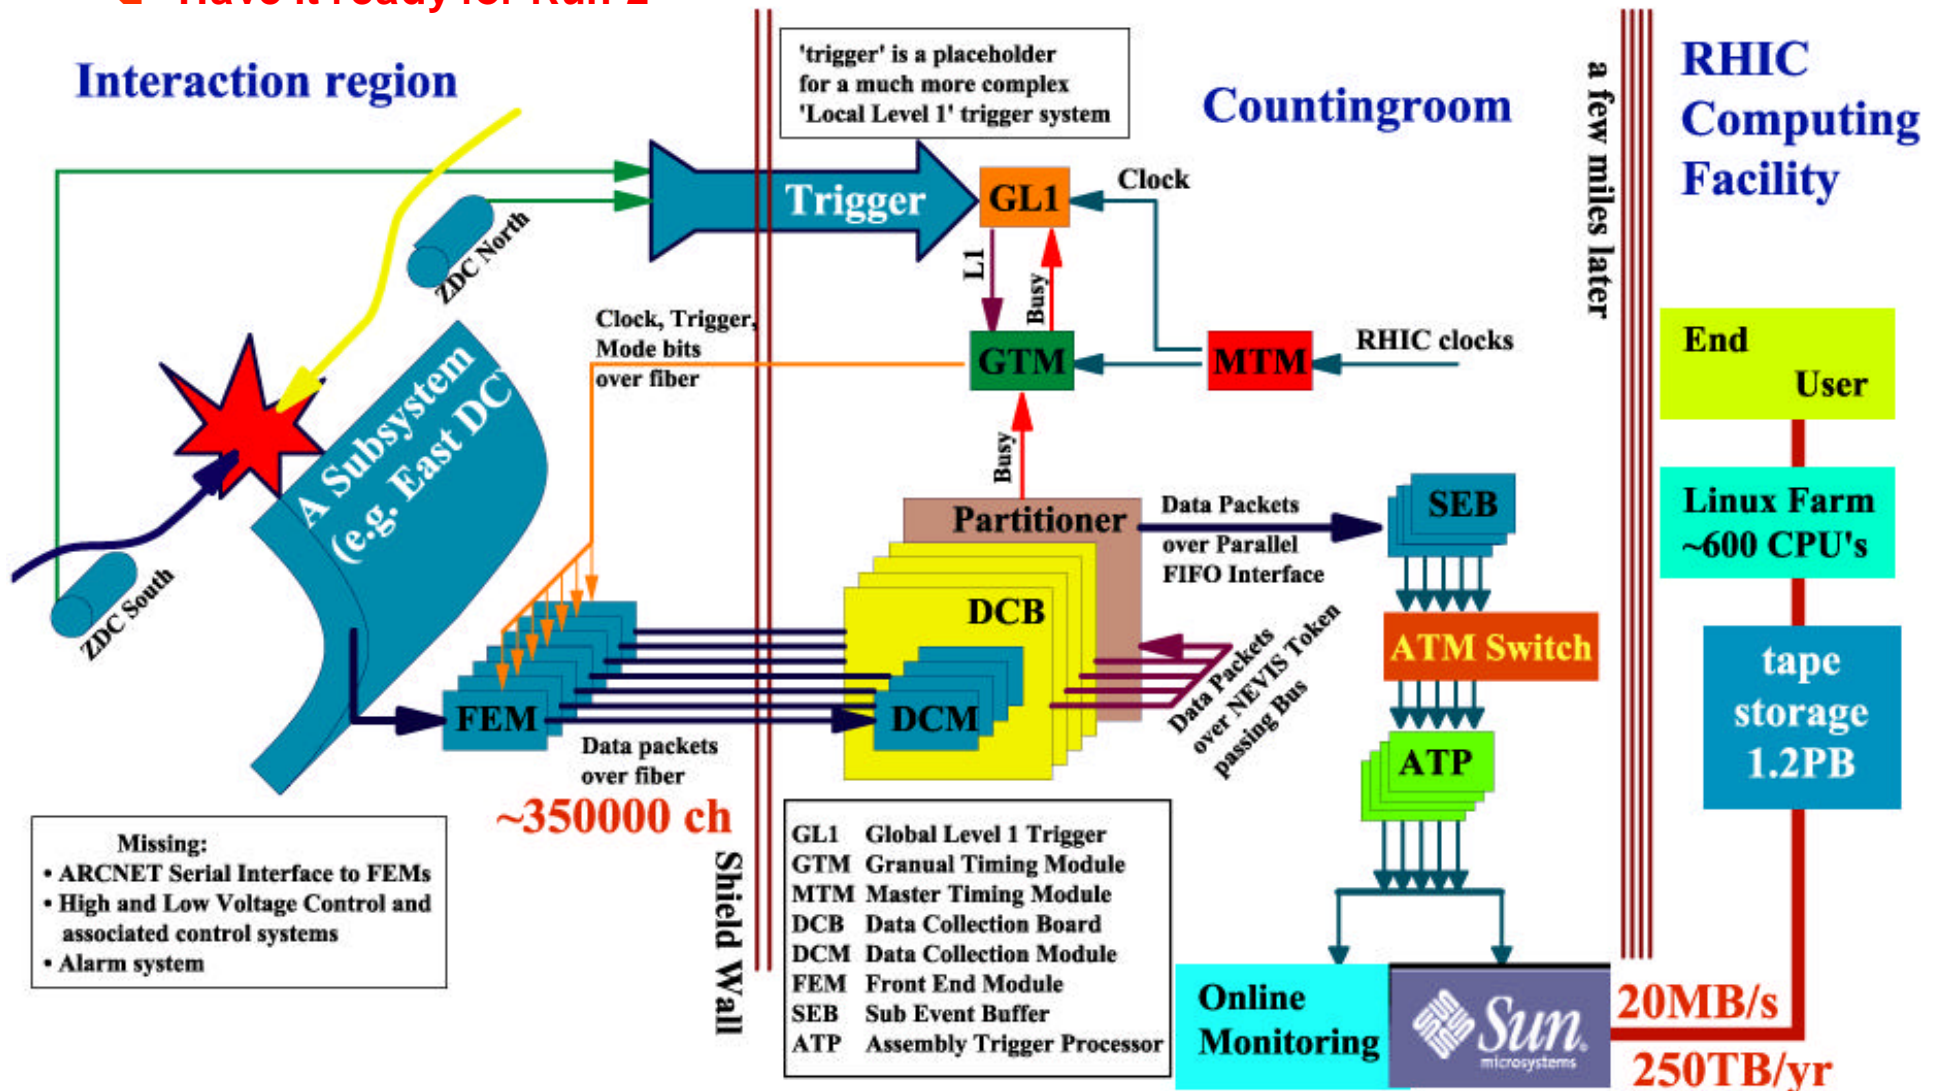 Have it ready for Run-2
Interaction region
'trigger' is a placeholder
for a much more complex
'Local Level 1' trigger system
Countingroom
a few miles later
RHIC
Computing
Facility
Trigger
GL1
Clock
ZDC North
L1
Busy
Clock, Trigger,
Mode bits
over fiber
GTM
MTM
RHIC clocks
End
User
A Subsystem
(e.g. East DC)
Busy
Partitioner
Data Packets
over Parallel
FIFO Interface
SEB
Linux Farm
~600 CPU's
ZDC South
DCB
Data Packets
over NEVIS Token
passing Bus
ATM Switch
tape
storage
1.2PB
FEM
DCM
Data packets
over fiber
ATP
~350000 ch
Missing:
• ARCNET Serial Interface to FEMs
• High and Low Voltage Control and
associated control systems
• Alarm system
Shield Wall
GL1 Global Level 1 Trigger
GTM Granual Timing Module
MTM Master Timing Module
DCB Data Collection Board
DCM Data Collection Module
FEM Front End Module
SEB Sub Event Buffer
ATP Assembly Trigger Processor
Online
Monitoring
Sun
microsystems
20MB/s
250TB/yr